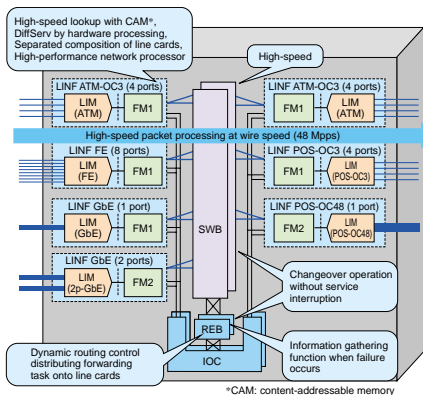 High-speed lookup with CAM*,
DiffServ by hardware processing,
Separated composition of line cards,
High-performance network processor
High-speed
LINF ATM-OC3 (4 ports)
LIM
(ATM)
FM1
LINF ATM-OC3 (4 ports)
FM1
LIM
(ATM)
High-speed packet processing at wire speed (48 Mpps)
LINF FE (8 ports)
LIM
(FE)
FM1
LINF POS-OC3 (4 ports)
FM1
LIM
(POS-OC3)
LINF GbE (1 port)
LIM
(GbE)
FM1
LINF POS-OC48 (1 port)
FM2
LIM
(POS-OC48)
SWB
LINF GbE (2 ports)
LIM
(2p-GbE)
FM2
Changeover operation
without service
interruption
REB
IOC
Dynamic routing control
distributing forwarding
task onto line cards
Information gathering
function when failure
occurs
*CAM: content-addressable memory